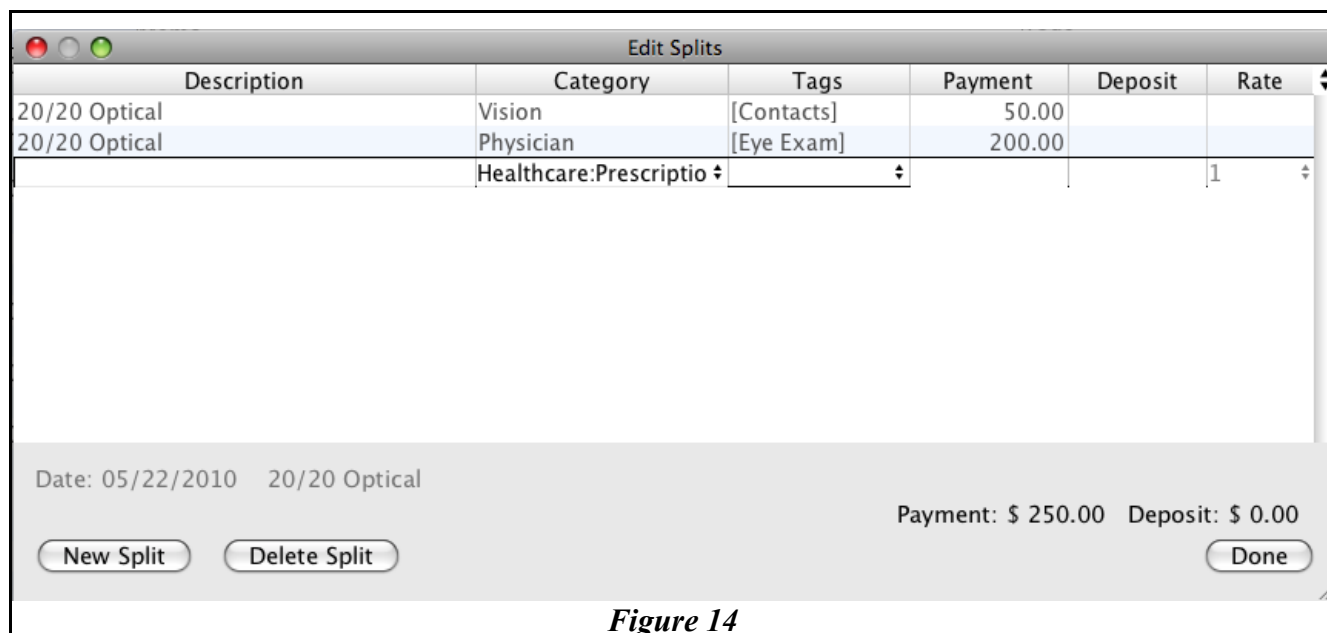 Edit Splits
Description Category Tags Payment Deposit Rate
20/20 Optical Vision [Contacts] 50.00
20/20 Optical Physician [Eye Exam] 200.00
Healthcare:Prescriptio 1
Date: 05/22/2010 20/20 Optical
Payment: $ 250.00 Deposit: $ 0.00
New Split Delete Split Done
Figure 14